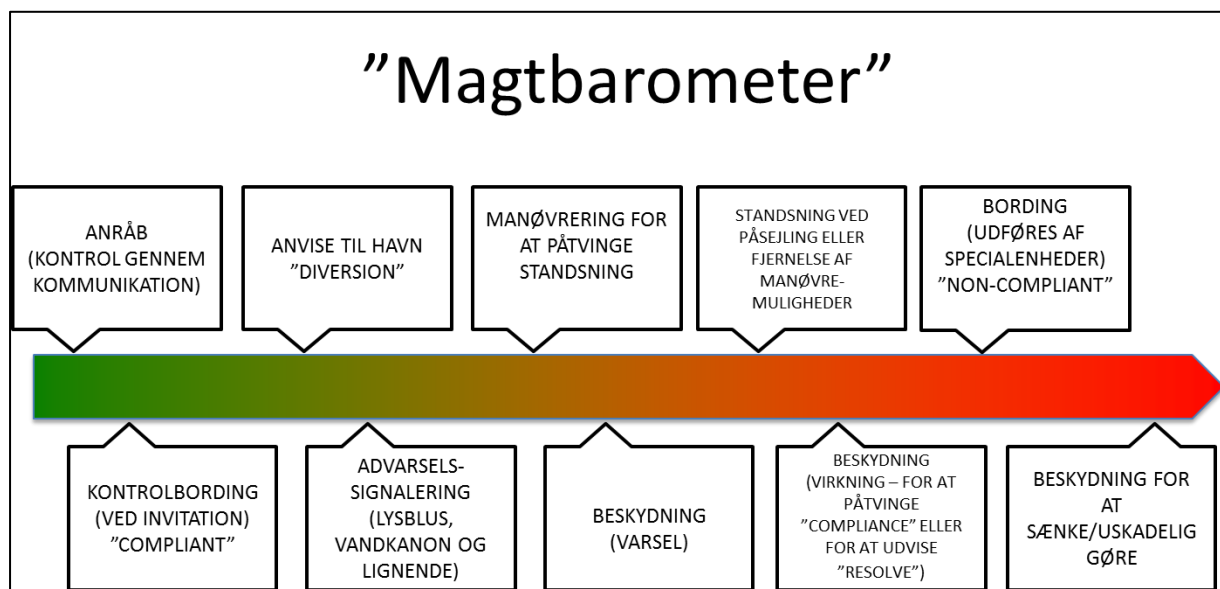 ”Magtbarometer”
ANRÅB
(KONTROL GENNEM
KOMMUNIKATION)
ANVISE TIL HAVN
”DIVERSION”
MANØVRERING FOR
AT PÅTVINGE
STANDSNING
STANDSNING VED
PÅSEJLING ELLER
FJERNELSE AF
MANØVRE-
MULIGHEDER
BORDING
(UDFØRES AF
SPECIALENHEDER)
”NON-COMPLIANT”
KONTROLBORDING
(VED INVITATION)
”COMPLIANT”
ADVARSELS-
SIGNALERING
(LYSBLUS,
VANDKANON OG
LIGNENDE)
BESKYDNING
(VARSEL)
BESKYDNING
(VIRKNING – FOR AT
PÅTVINGE
”COMPLIANCE” ELLER
FOR AT UDVISE
”RESOLVE”)
BESKYDNING FOR
AT
SÆNKE/USKADELIG
GØRE